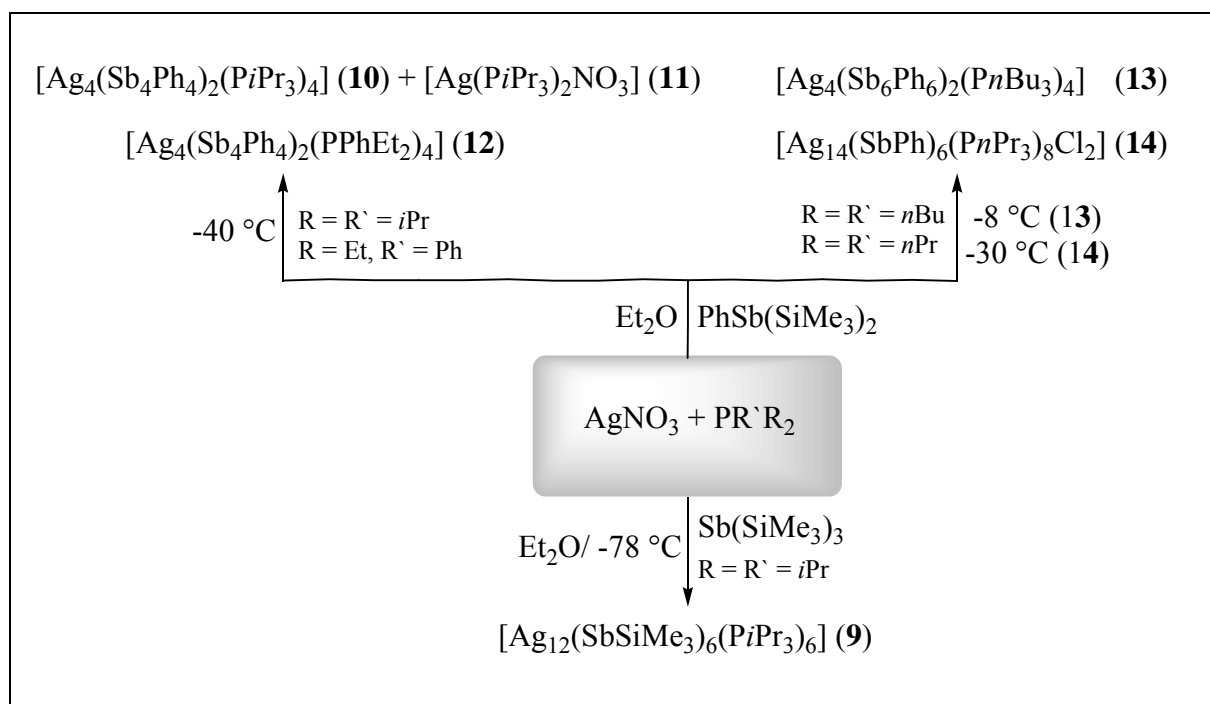 [Ag₄(Sb₄Ph₄)₂(PiPr₃)₄] (10) + [Ag(PiPr₃)₂NO₃] (11)
[Ag₄(Sb₆Ph₆)₂(PnBu₃)₄] (13)
[Ag₄(Sb₄Ph₄)₂(PPhEt₂)₄] (12)
[Ag₁₄(SbPh)₆(PnPr₃)₈Cl₂] (14)
-40 °C
R = R` = iPr
R = Et, R` = Ph
R = R` = nBu
R = R` = nPr
-8 °C (13)
-30 °C (14)
Et₂O
PhSb(SiMe₃)₂
AgNO₃ + PR`R₂
Et₂O/ -78 °C
Sb(SiMe₃)₃
R = R` = iPr
[Ag₁₂(SbSiMe₃)₆(PiPr₃)₆] (9)